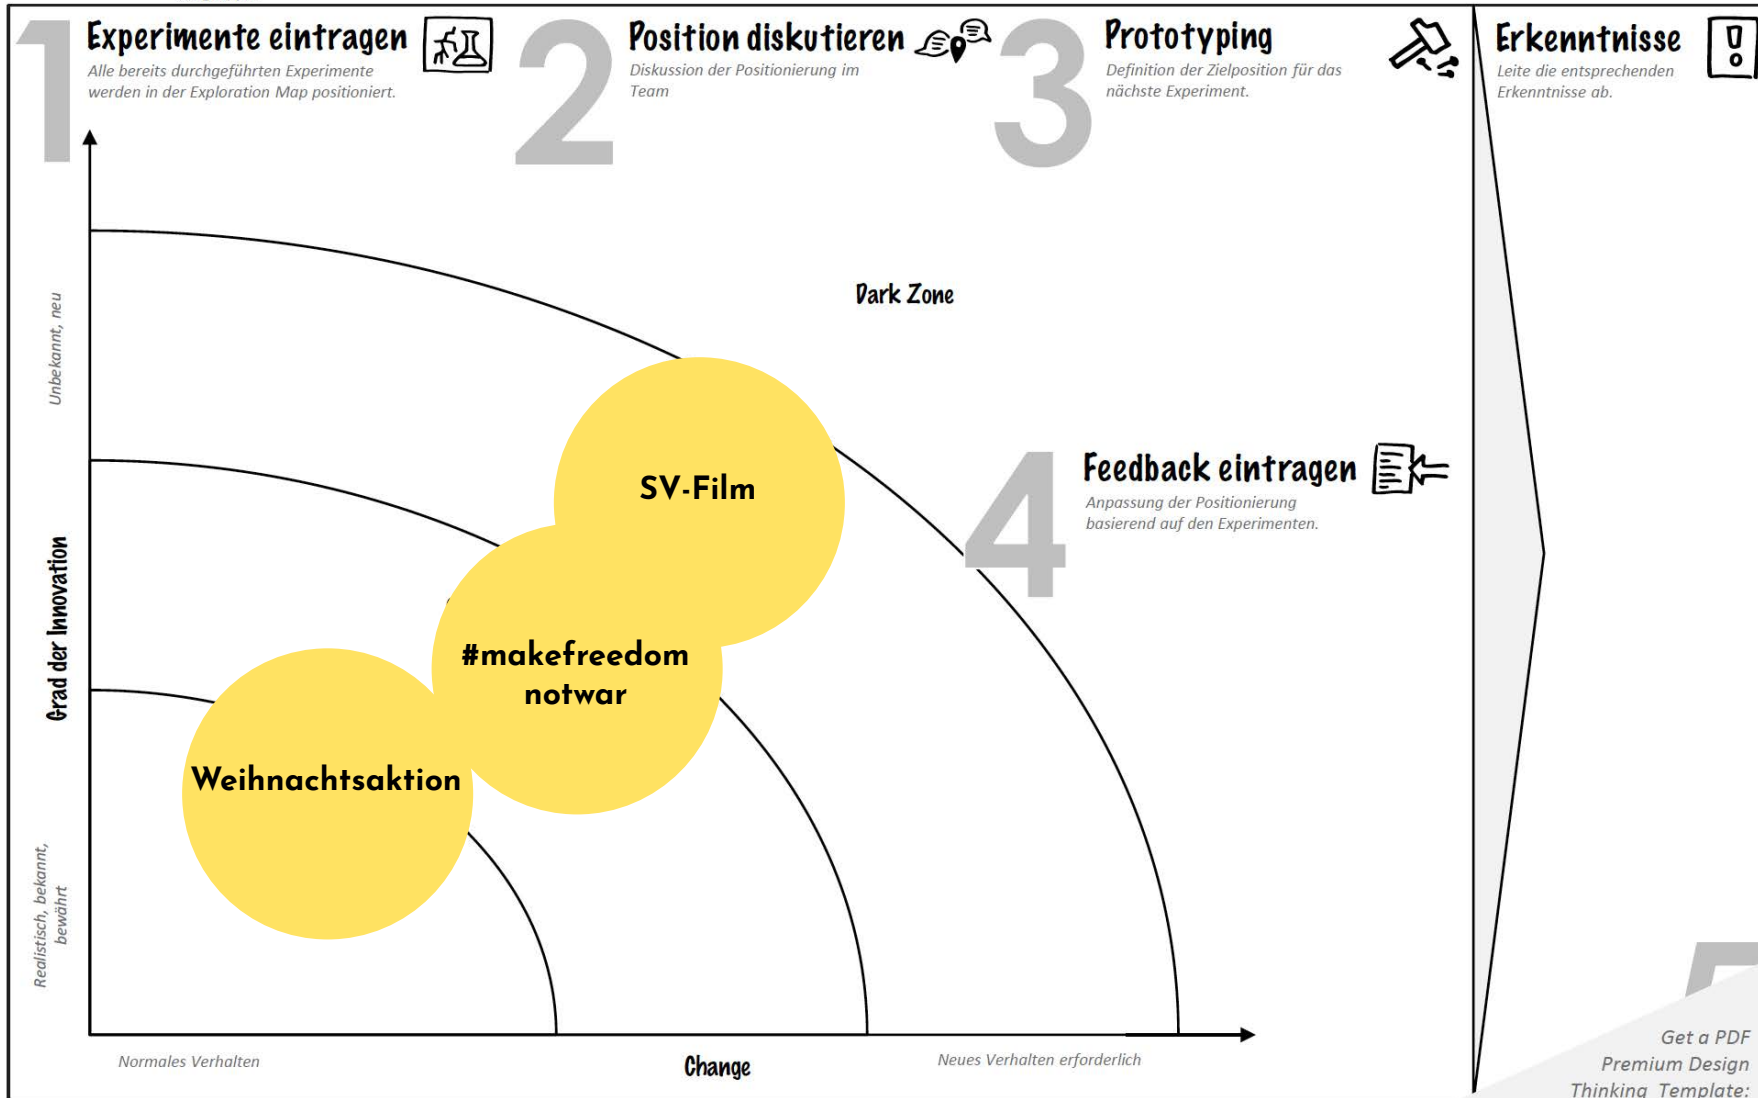 1
Experimente eintragen
Alle bereits durchgeführten Experimente
werden in der Exploration Map positioniert.
2
Position diskutieren
Diskussion der Positionierung im
Team
3
Prototyping
Definition der Zielposition für das
nächste Experiment.
Erkenntnisse
Leite die entsprechenden
Erkenntnisse ab.
Dark Zone
Unbekannt, neu
Grad der Innovation
Realistisch, bekannt,
bewährt
SV-Film
#makefreedom
notwar
Weihnachtsaktion
4
Feedback eintragen
Anpassung der Positionierung
basierend auf den Experimenten.
Normales Verhalten
Change
Neues Verhalten erforderlich
Get a PDF
Premium Design
Thinking Template: